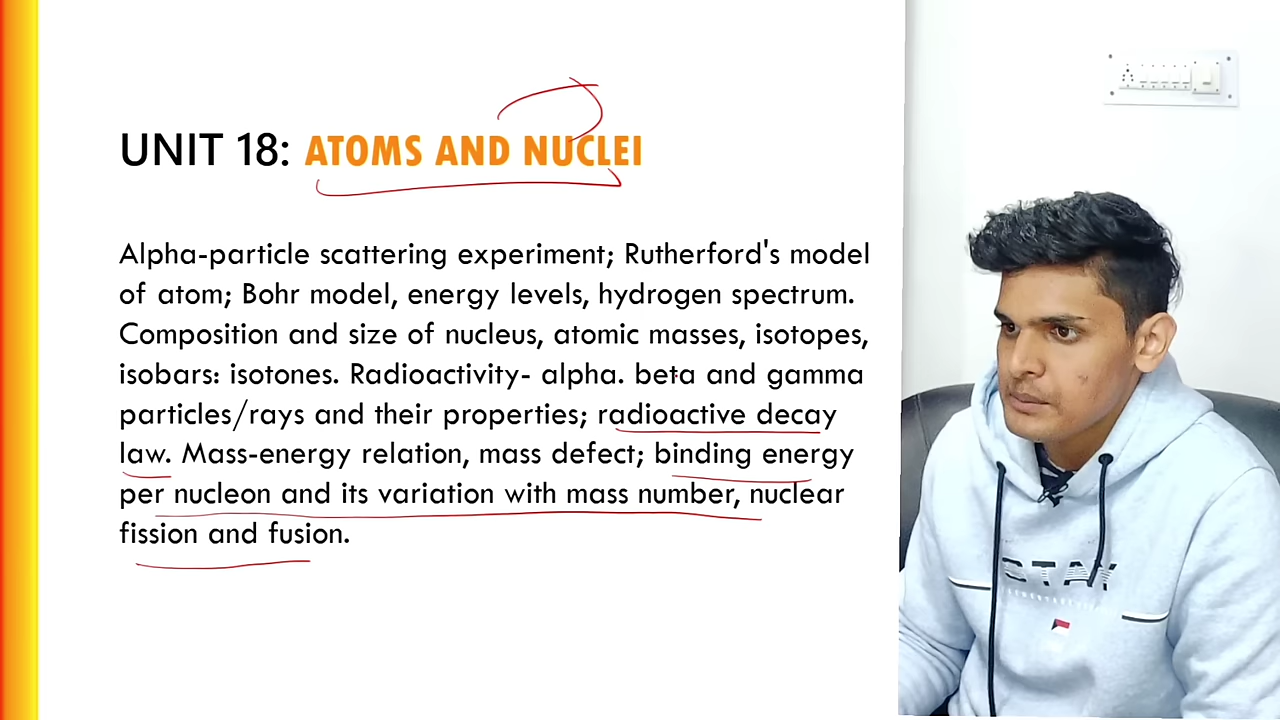 UNIT 18: ATOMS AND NUCLEI
Alpha-particle scattering experiment; Rutherford's model
of atom; Bohr model, energy levels, hydrogen spectrum.
Composition and size of nucleus, atomic masses, isotopes,
isobars: isotones. Radioactivity- alpha. beta and gamma
particles/rays and their properties; radioactive decay
law. Mass-energy relation, mass defect; binding energy
per nucleon and its variation with mass number, nuclear
fission and fusion.
STAY